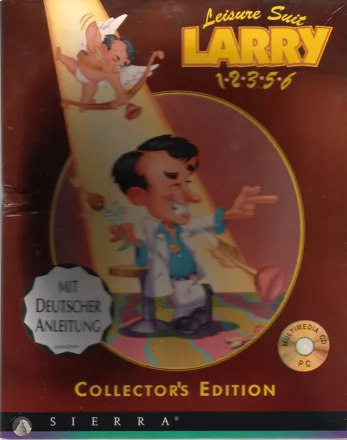 Leisure Suit
LARRY
1·2·3·5·6
MIT
DEUTSCHER
ANLEITUNG
MULTIMEDIA CD
PC
COLLECTOR'S EDITION
SIERRA®